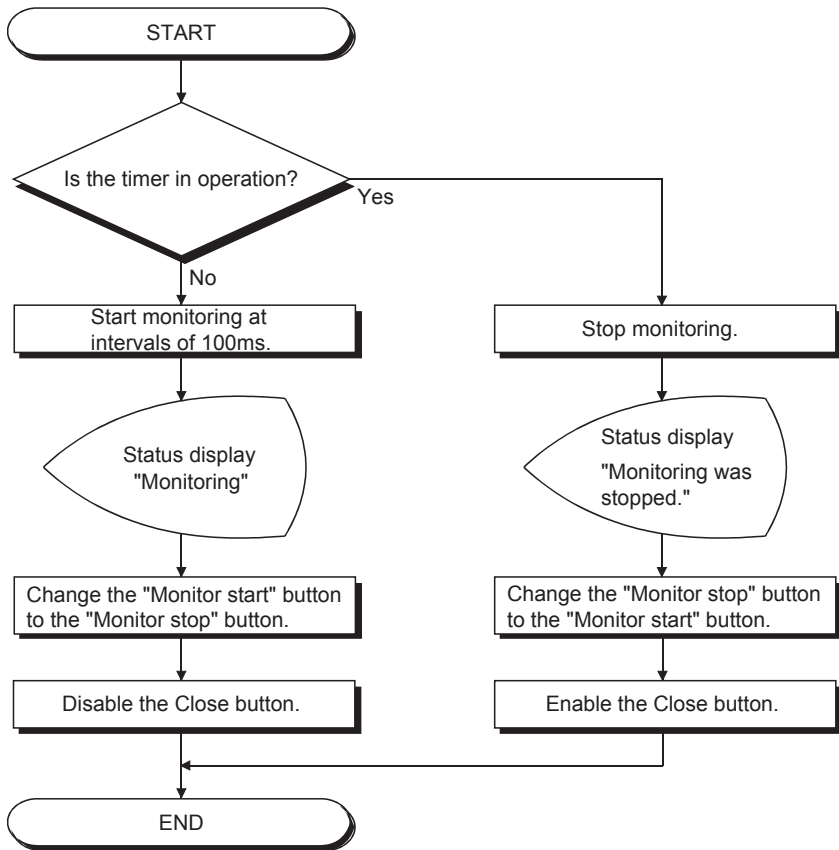 START
Is the timer in operation?
Yes
No
Start monitoring at
intervals of 100ms.
Stop monitoring.
Status display
"Monitoring"
Status display
"Monitoring was
stopped."
Change the "Monitor start" button
to the "Monitor stop" button.
Change the "Monitor stop" button
to the "Monitor start" button.
Disable the Close button.
Enable the Close button.
END